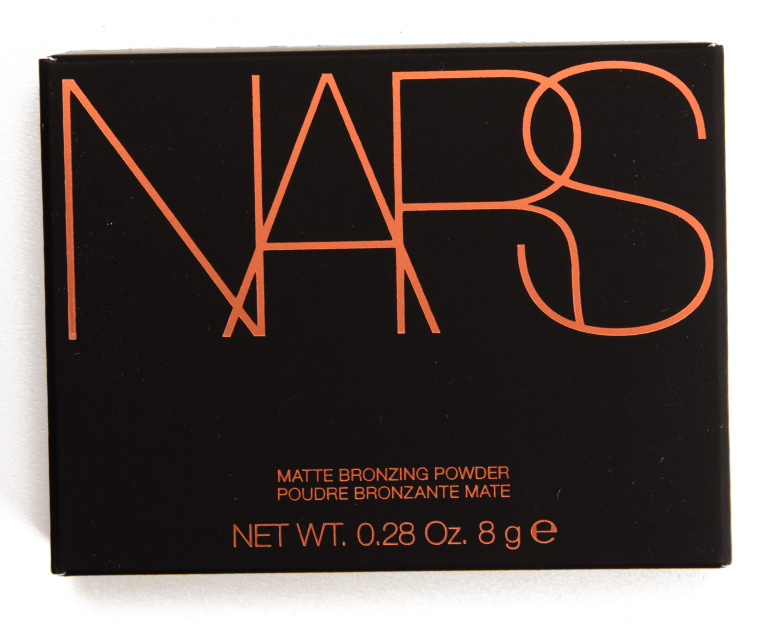 NARS
MATTE BRONZING POWDER
POUDRE BRONZANTE MATE
NET WT. 0.28 Oz. 8 g ℮